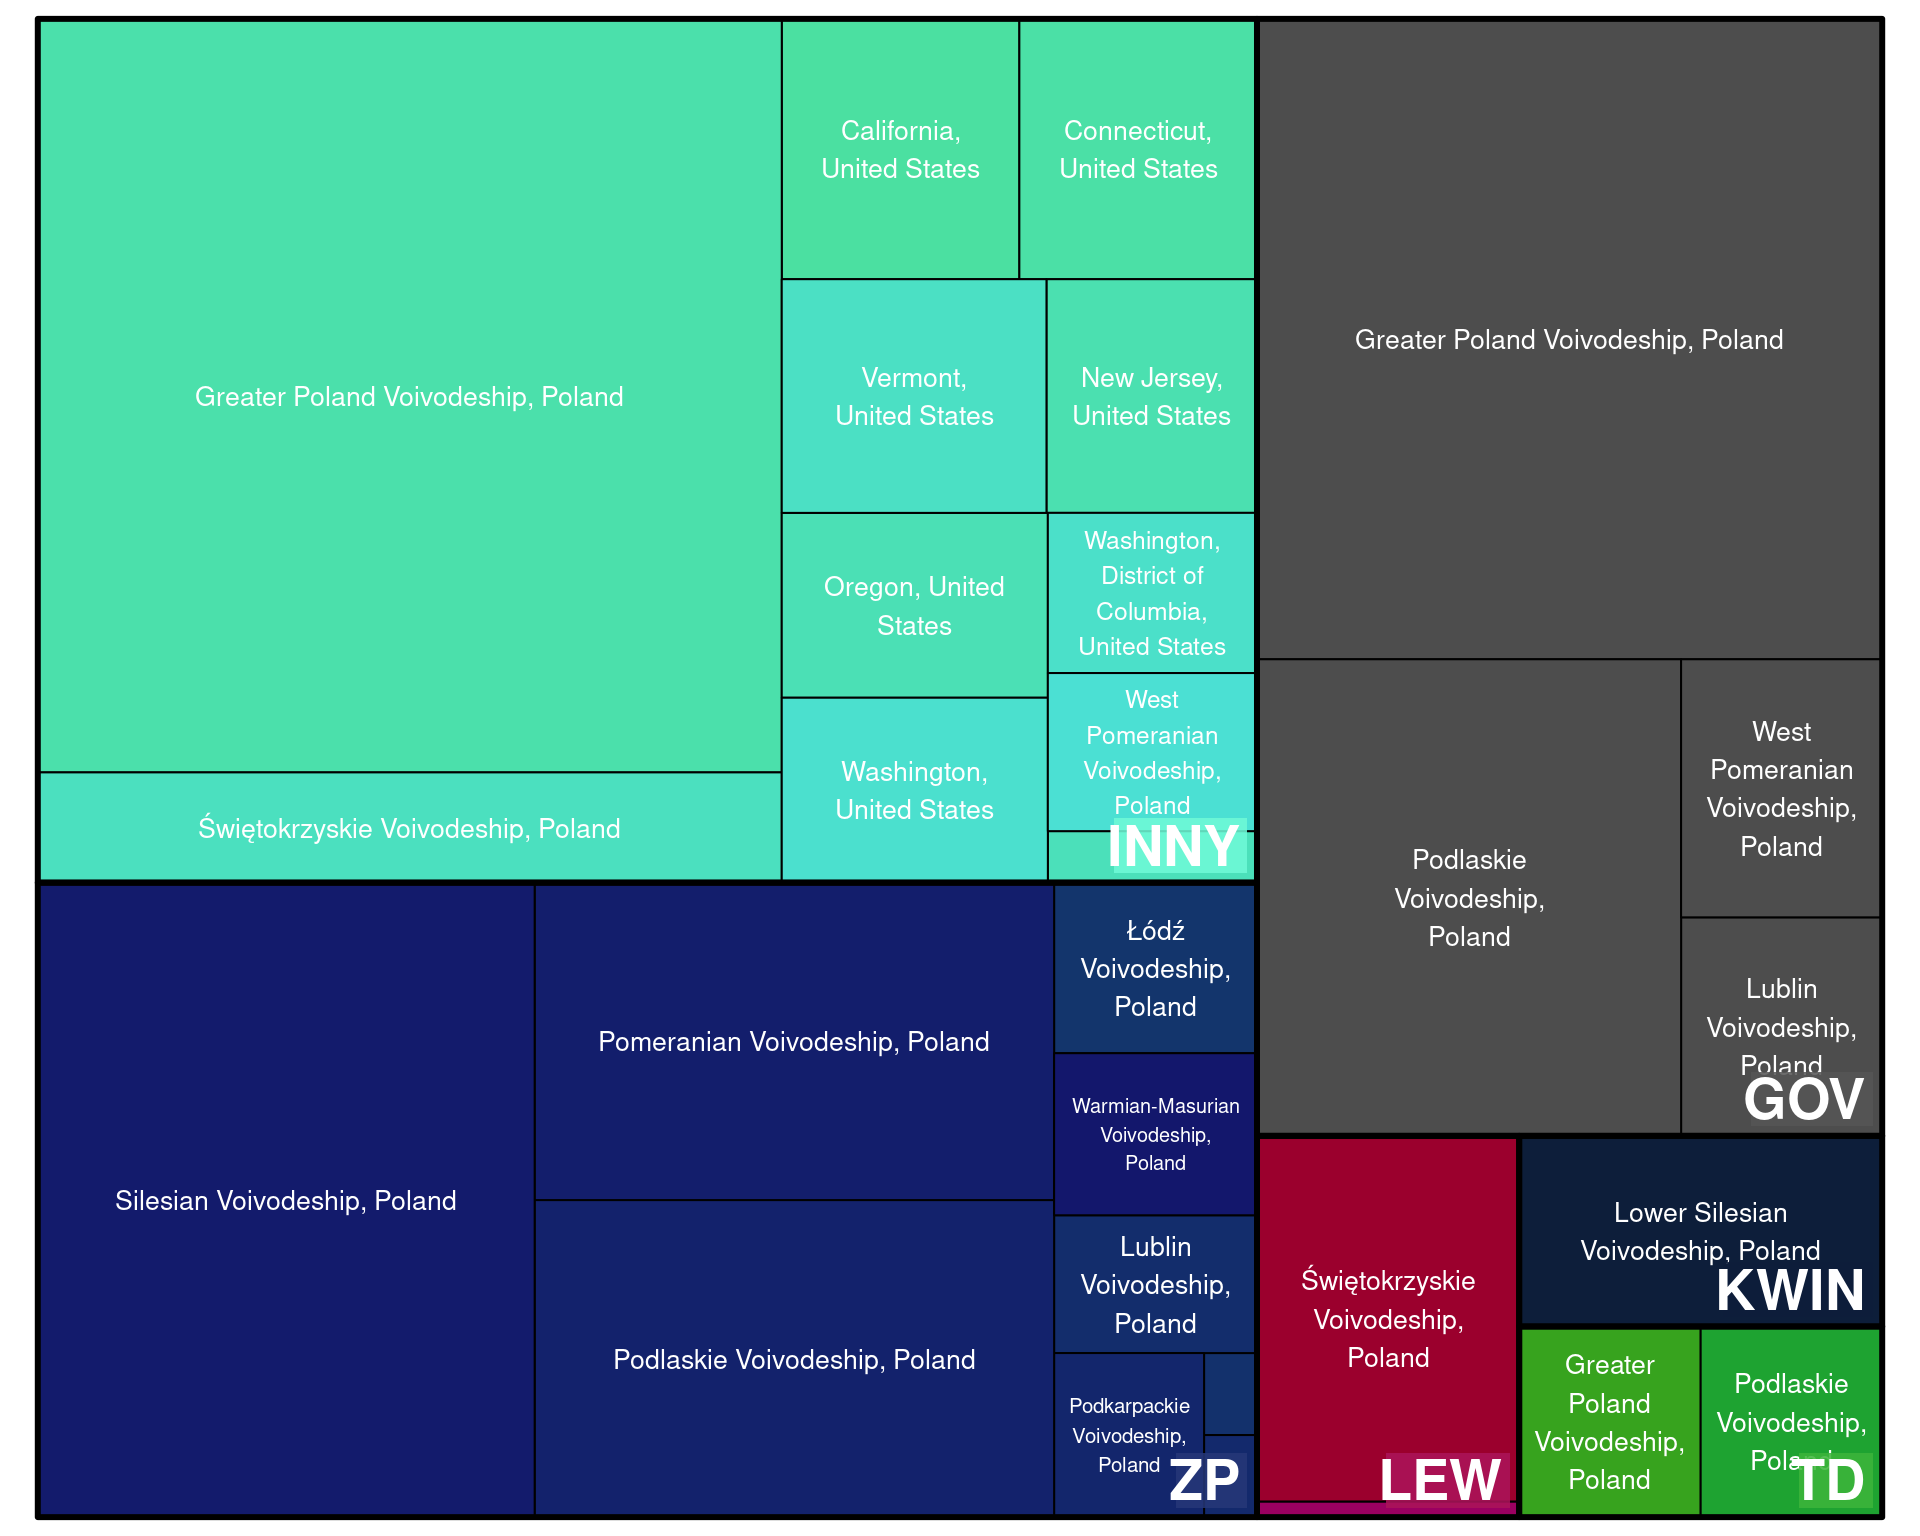 Greater Poland Voivodeship, Poland
Świętokrzyskie Voivodeship, Poland
California,
United States
Connecticut,
United States
Vermont,
United States
New Jersey,
United States
Oregon, United
States
Washington,
District of
Columbia,
United States
Washington,
United States
West
Pomeranian
Voivodeship,
Poland
INNY
Greater Poland Voivodeship, Poland
Podlaskie
Voivodeship,
Poland
West
Pomeranian
Voivodeship,
Poland
Lublin
Voivodeship,
Poland
GOV
Silesian Voivodeship, Poland
Pomeranian Voivodeship, Poland
Podlaskie Voivodeship, Poland
Łódź
Voivodeship,
Poland
Warmian-Masurian
Voivodeship,
Poland
Lublin
Voivodeship,
Poland
Podkarpackie
Voivodeship,
Poland
ZP
Świętokrzyskie
Voivodeship,
Poland
LEW
Lower Silesian
Voivodeship, Poland
KWIN
Greater
Poland
Voivodeship,
Poland
Podlaskie
Voivodeship,
Poland
TD